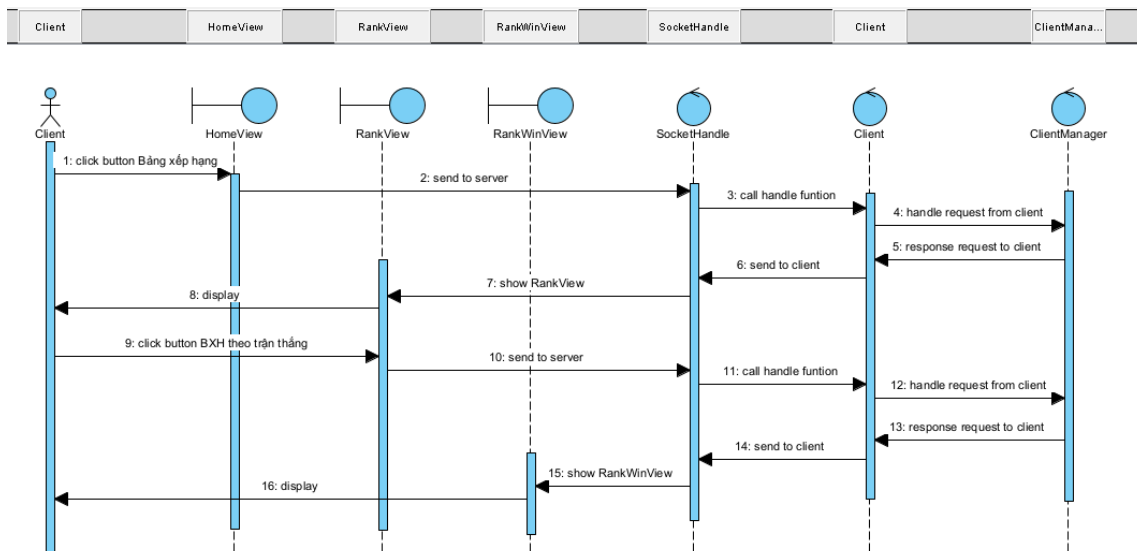 Client HomeView RankView RankWinView SocketHandle Client ClientMana...
Client HomeView RankView RankWinView SocketHandle Client ClientManager
1: click button Bảng xếp hạng
2: send to server
3: call handle funtion
4: handle request from client
5: response request to client
6: send to client
7: show RankView
8: display
9: click button BXH theo trận thắng
10: send to server
11: call handle funtion
12: handle request from client
13: response request to client
14: send to client
15: show RankWinView
16: display